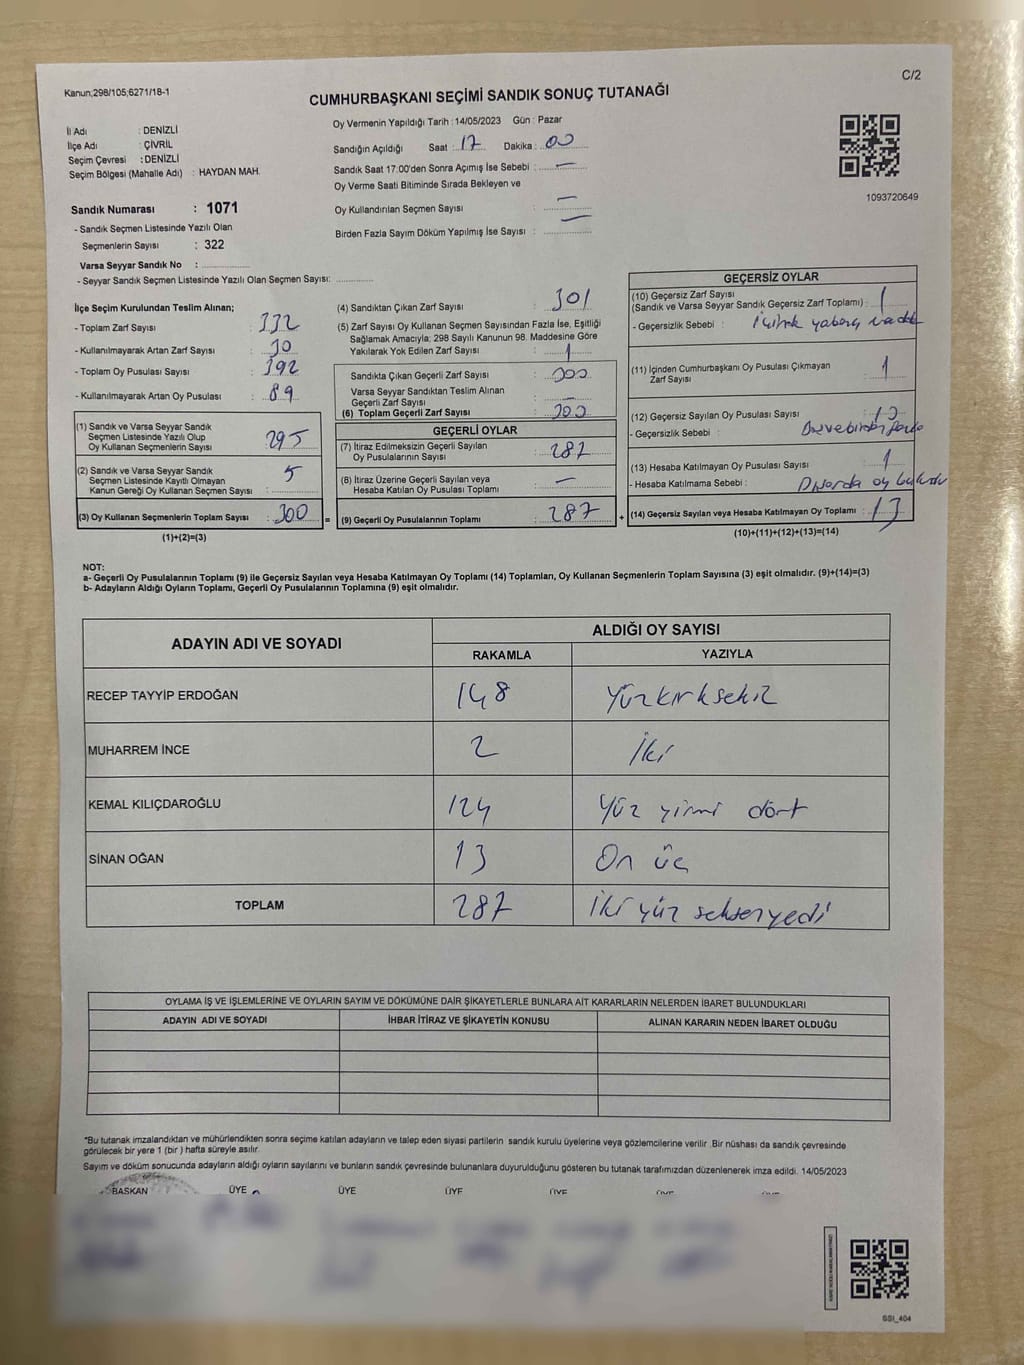 C/2
Kanun;298/105;6271/18-1
CUMHURBAŞKANI SEÇİMİ SANDIK SONUÇ TUTANAĞI
İl Adı : DENİZLİ
İlçe Adı : ÇİVRİL
Seçim Çevresi : DENİZLİ
Seçim Bölgesi (Mahalle Adı) : HAYDAN MAH.
Oy Vermenin Yapıldığı Tarih : 14/05/2023 Gün : Pazar
Sandığın Açıldığı Saat : 17 Dakika : 00
Sandık Saat 17:00'den Sonra Açımış İse Sebebi : —
Oy Verme Saati Bitiminde Sırada Bekleyen ve
Oy Kullandırılan Seçmen Sayısı : —
Birden Fazla Sayım Döküm Yapılmış İse Sayısı : —
1093720649
Sandık Numarası : 1071
- Sandık Seçmen Listesinde Yazılı Olan
Seçmenlerin Sayısı : 322
Varsa Seyyar Sandık No :
- Seyyar Sandık Seçmen Listesinde Yazılı Olan Seçmen Sayısı:
İlçe Seçim Kurulundan Teslim Alınan;
- Toplam Zarf Sayısı :
- Kullanılmayarak Artan Zarf Sayısı :
- Toplam Oy Pusulası Sayısı :
- Kullanılmayarak Artan Oy Pusulası : 89
(1) Sandık ve Varsa Seyyar Sandık
Seçmen Listesinde Yazılı Olup
Oy Kullanan Seçmenlerin Sayısı : 295
(2) Sandık ve Varsa Seyyar Sandık
Seçmen Listesinde Kayıtlı Olmayan
Kanun Gereği Oy Kullanan Seçmen Sayısı : 5
(3) Oy Kullanan Seçmenlerin Toplam Sayısı : 300 =
(1)+(2)=(3)
(4) Sandıktan Çıkan Zarf Sayısı : 301
(5) Zarf Sayısı Oy Kullanan Seçmen Sayısından Fazla İse, Eşitliği
Sağlamak Amacıyla; 298 Sayılı Kanunun 98. Maddesine Göre
Yakılarak Yok Edilen Zarf Sayısı : 1
Sandıkta Çıkan Geçerli Zarf Sayısı : 300
Varsa Seyyar Sandıktan Teslim Alınan
Geçerli Zarf Sayısı : —
(6) Toplam Geçerli Zarf Sayısı : 300
GEÇERLİ OYLAR
(7) İtiraz Edilmeksizin Geçerli Sayılan
Oy Pusulalarının Sayısı : 287
(8) İtiraz Üzerine Geçerli Sayılan veya
Hesaba Katılan Oy Pusulası Toplamı : —
(9) Geçerli Oy Pusulalarının Toplamı : 287 +
GEÇERSİZ OYLAR
(10) Geçersiz Zarf Sayısı
(Sandık ve Varsa Seyyar Sandık Geçersiz Zarf Toplamı) : 1
- Geçersizlik Sebebi :
(11) İçinden Cumhurbaşkanı Oy Pusulası Çıkmayan
Zarf Sayısı : 1
(12) Geçersiz Sayılan Oy Pusulası Sayısı :
- Geçersizlik Sebebi :
(13) Hesaba Katılmayan Oy Pusulası Sayısı : 1
- Hesaba Katılmama Sebebi :
(14) Geçersiz Sayılan veya Hesaba Katılmayan Oy Toplamı : 13
(10)+(11)+(12)+(13)=(14)
NOT:
a- Geçerli Oy Pusulalarının Toplamı (9) ile Geçersiz Sayılan veya Hesaba Katılmayan Oy Toplamı (14) Toplamları, Oy Kullanan Seçmenlerin Toplam Sayısına (3) eşit olmalıdır. (9)+(14)=(3)
b- Adayların Aldığı Oyların Toplamı, Geçerli Oy Pusulalarının Toplamına (9) eşit olmalıdır.
ADAYIN ADI VE SOYADI ALDIĞI OY SAYISI
RAKAMLA YAZIYLA
RECEP TAYYİP ERDOĞAN 148 Yüzkırksekiz
MUHARREM İNCE 2 İki
KEMAL KILIÇDAROĞLU 124 Yüz yirmi dört
SİNAN OĞAN 13 On üç
TOPLAM 287 İki yüz seksen yedi
OYLAMA İŞ VE İŞLEMLERİNE VE OYLARIN SAYIM VE DÖKÜMÜNE DAİR ŞİKAYETLERLE BUNLARA AİT KARARLARIN NELERDEN İBARET BULUNDUKLARI
ADAYIN ADI VE SOYADI İHBAR İTİRAZ VE ŞİKAYETİN KONUSU ALINAN KARARIN NEDEN İBARET OLDUĞU
*Bu tutanak imzalandıktan ve mühürlendikten sonra seçime katılan adayların ve talep eden siyasi partilerin sandık kurulu üyelerine veya gözlemcilerine verilir .Bir nüshası da sandık çevresinde
görülecek bir yere 1 (bir ) hafta süreyle asılır.
Sayım ve döküm sonucunda adayların aldığı oyların sayılarını ve bunların sandık çevresinde bulunanlara duyurulduğunu gösteren bu tutanak tarafımızdan düzenlenerek imza edildi. 14/05/2023
BAŞKAN ÜYE ÜYE ÜYE ÜYE
SSI_404